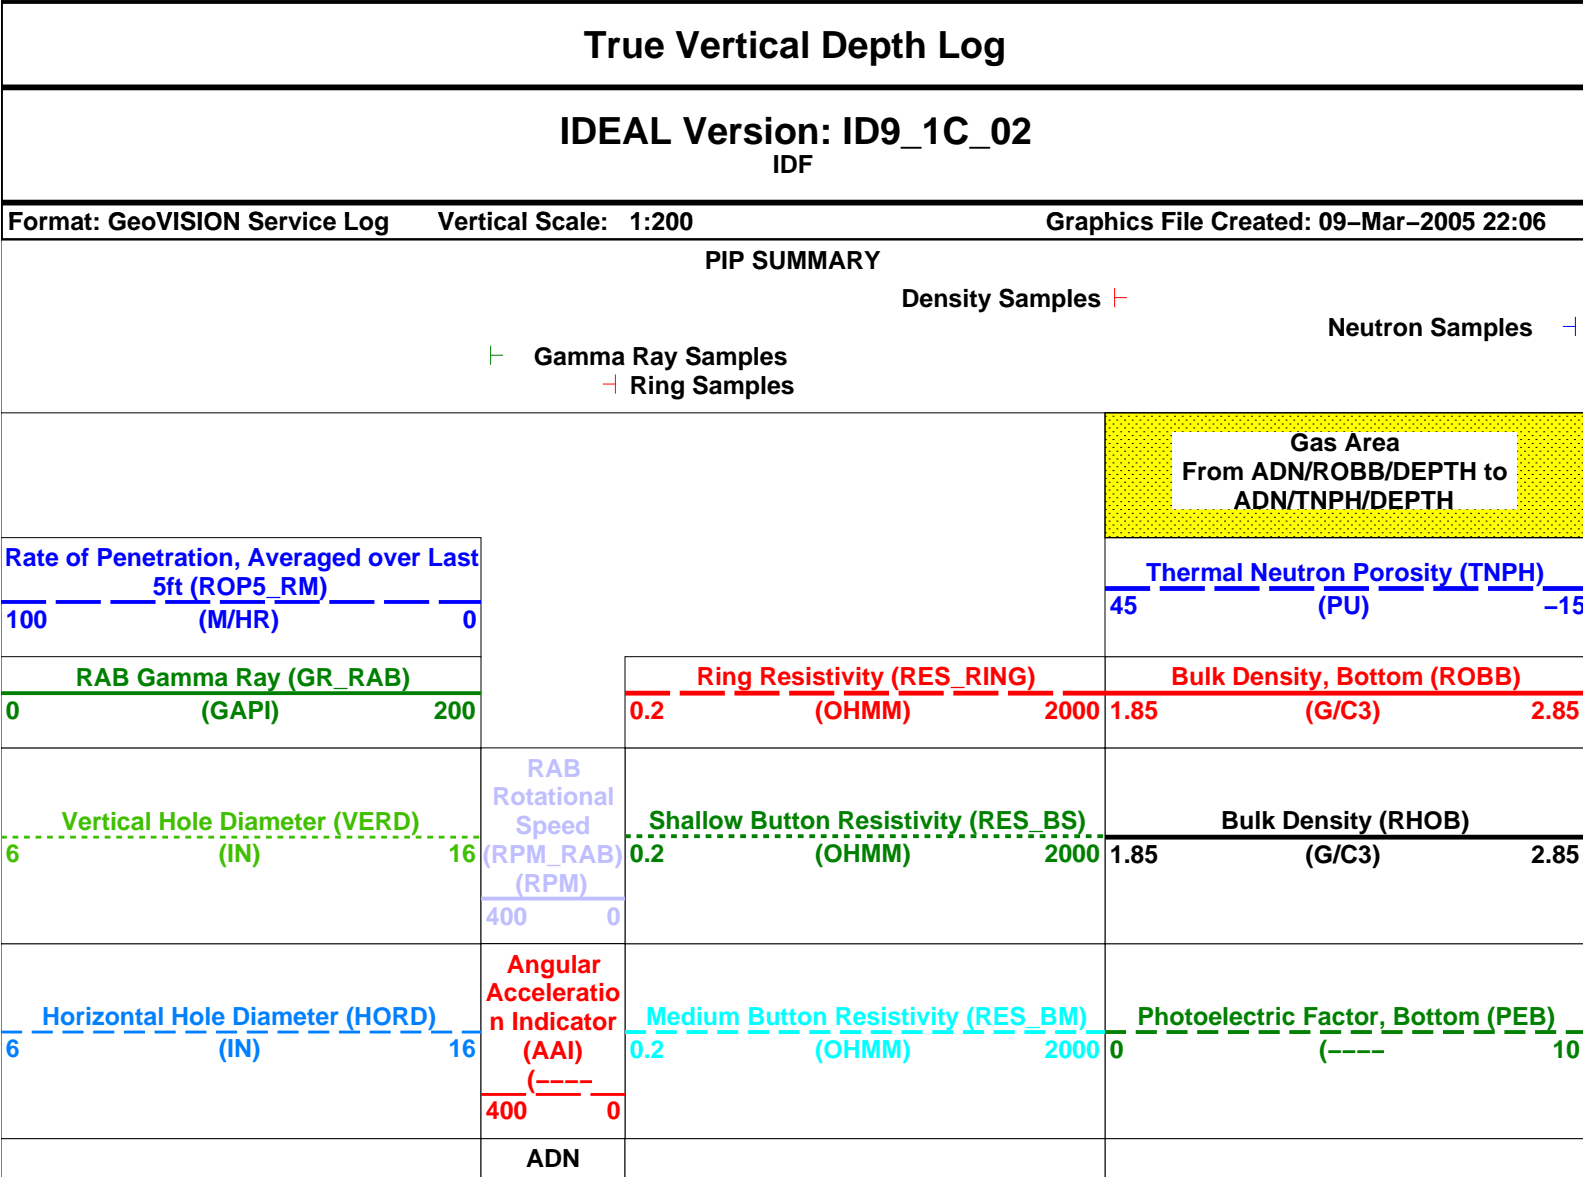 True Vertical Depth Log
IDEAL Version: ID9_1C_02
IDF
Format: GeoVISION Service Log Vertical Scale: 1:200 Graphics File Created: 09−Mar−2005 22:06
PIP SUMMARY
Density Samples
Neutron Samples
Gamma Ray Samples
Ring Samples
Gas Area
From ADN/ROBB/DEPTH to
ADN/TNPH/DEPTH
Rate of Penetration, Averaged over Last
5ft (ROP5_RM)
100 (M/HR) 0
Thermal Neutron Porosity (TNPH)
45 (PU) −15
RAB Gamma Ray (GR_RAB)
0 (GAPI) 200
Ring Resistivity (RES_RING)
0.2 (OHMM) 2000
Bulk Density, Bottom (ROBB)
1.85 (G/C3) 2.85
Vertical Hole Diameter (VERD)
6 (IN) 16
RAB
Rotational
Speed
(RPM_RAB)
(RPM)
400 0
Shallow Button Resistivity (RES_BS)
0.2 (OHMM) 2000
Bulk Density (RHOB)
1.85 (G/C3) 2.85
Horizontal Hole Diameter (HORD)
6 (IN) 16
Angular
Acceleratio
n Indicator
(AAI)
(−−−−
400 0
Medium Button Resistivity (RES_BM)
0.2 (OHMM) 2000
Photoelectric Factor, Bottom (PEB)
0 (−−−− 10
ADN